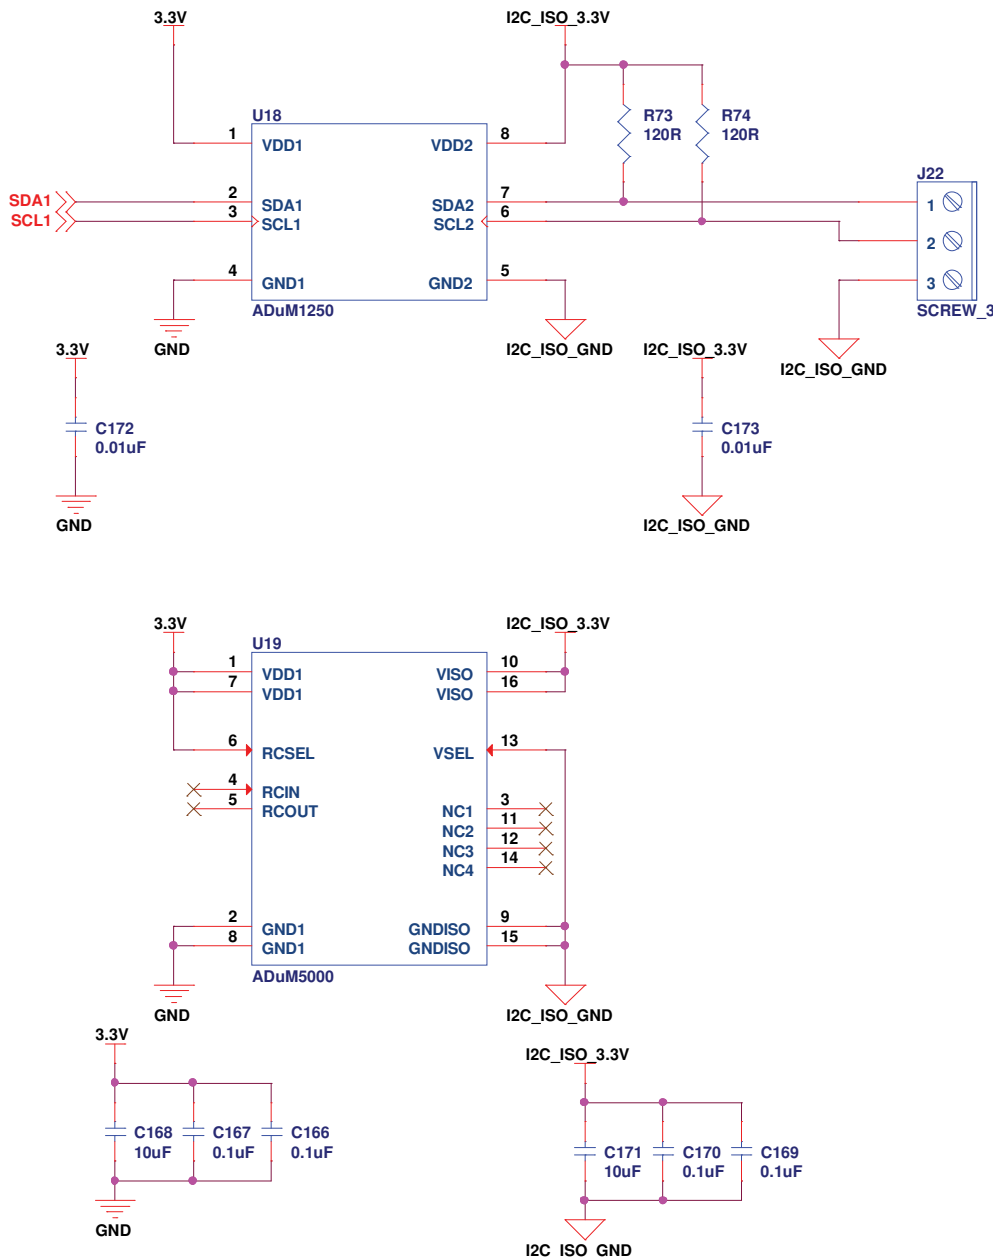 3.3V
I2C_ISO_3.3V
U18
R73
120R
R74
120R
1
VDD1
VDD2
8
J22
SDA1
2
SDA1
SDA2
7
1
SCL1
3
SCL1
SCL2
6
2
4
GND1
GND2
5
3
ADuM1250
SCREW_3
GND
I2C_ISO_GND
I2C_ISO_3.3V
I2C_ISO_GND
3.3V
C172
0.01uF
C173
0.01uF
GND
I2C_ISO_GND
3.3V
I2C_ISO_3.3V
U19
1
VDD1
VISO
10
7
VDD1
VISO
16
6
RCSEL
VSEL
13
4
RCIN
5
RCOUT
NC1
3
NC2
11
NC3
12
NC4
14
2
GND1
GNDISO
9
8
GND1
GNDISO
15
ADuM5000
GND
I2C_ISO_GND
3.3V
I2C_ISO_3.3V
C168
10uF
C167
0.1uF
C166
0.1uF
C171
10uF
C170
0.1uF
C169
0.1uF
GND
I2C_ISO_GND